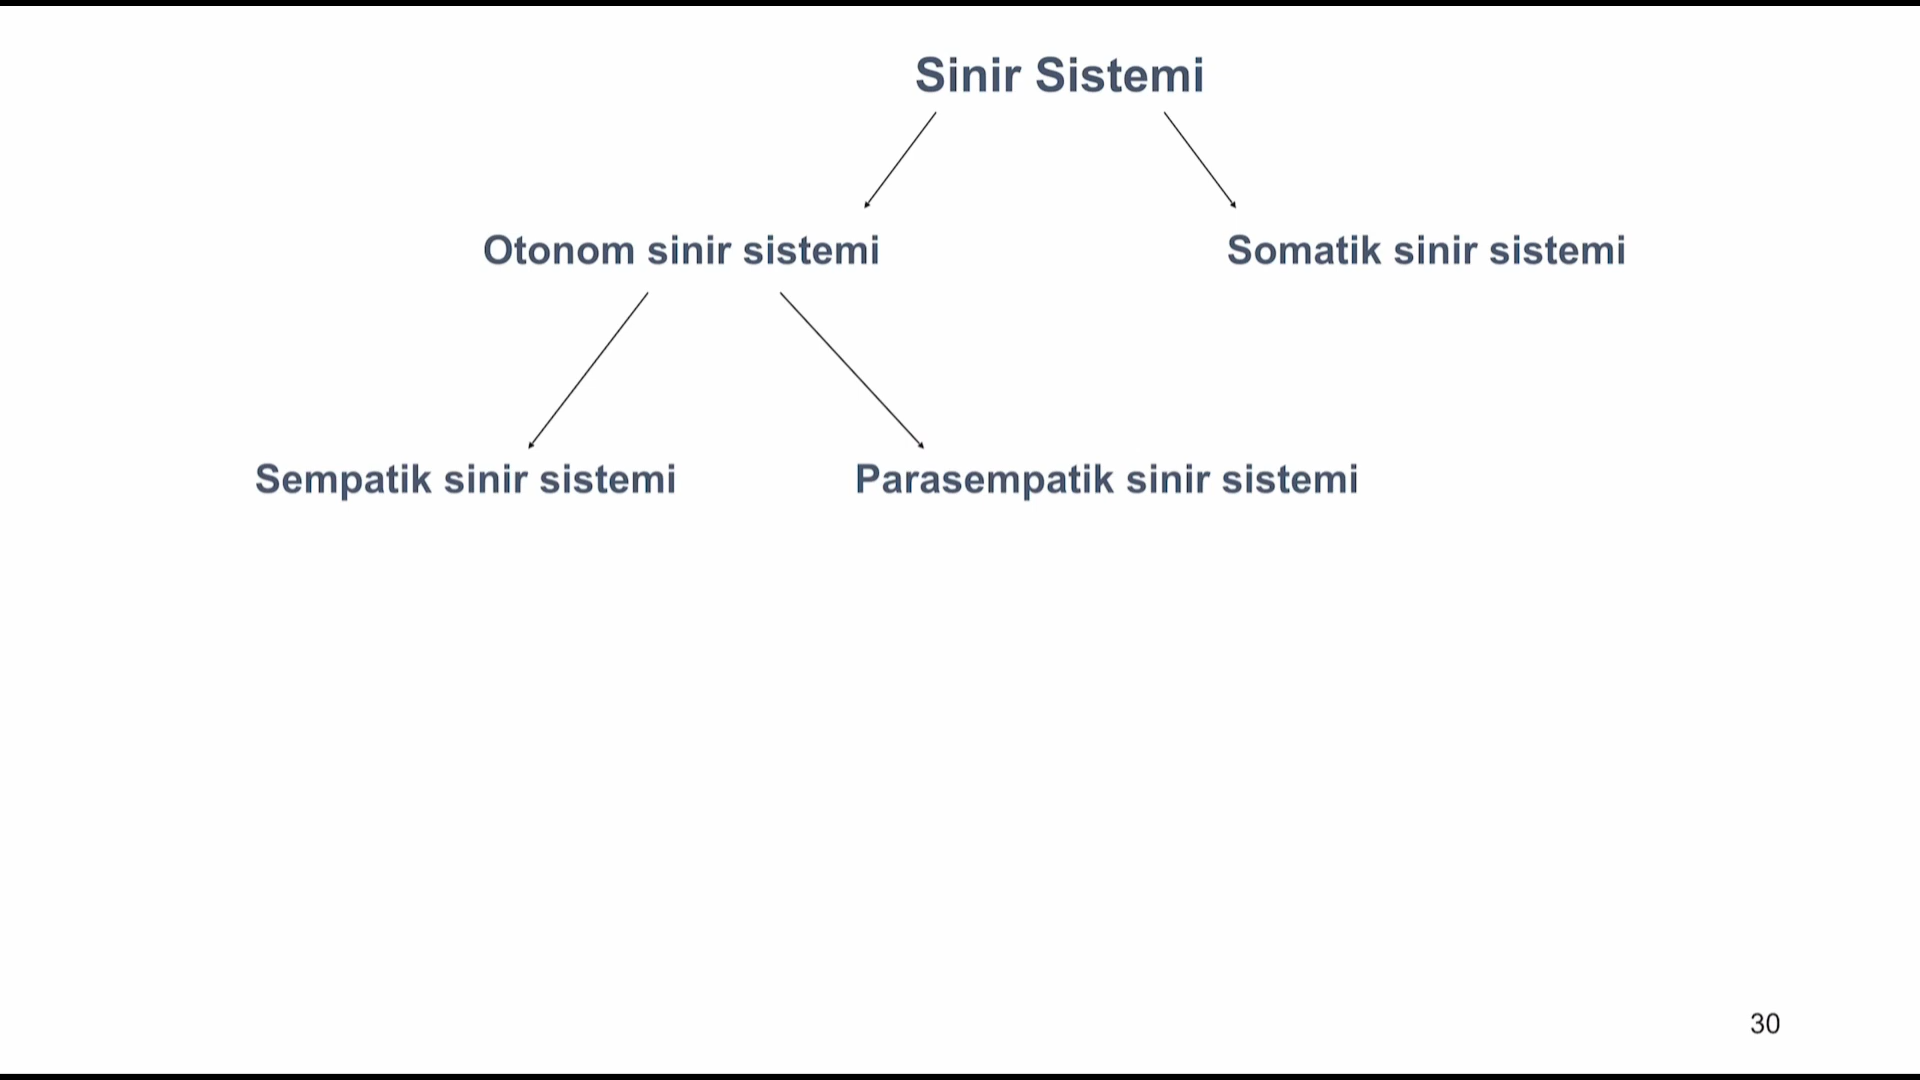 Sinir Sistemi
Otonom sinir sistemi
Somatik sinir sistemi
Sempatik sinir sistemi
Parasempatik sinir sistemi
30